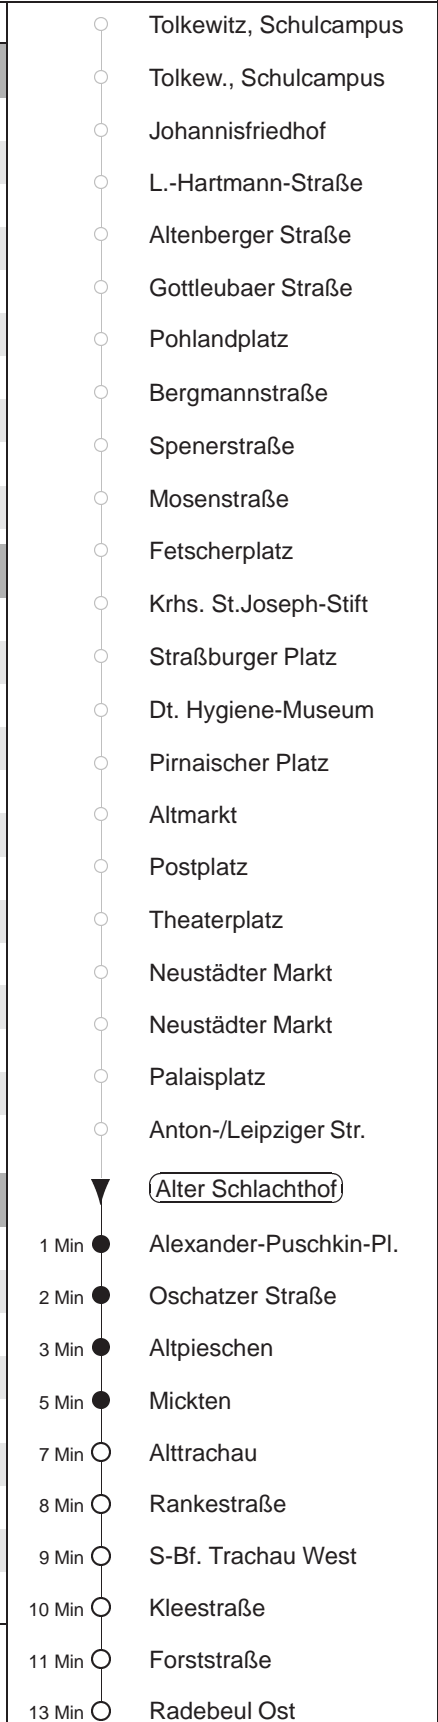 Tolkewitz, Schulcampus
Tolkew., Schulcampus
Johannisfriedhof
L.-Hartmann-Straße
Altenberger Straße
Gottleubaer Straße
Pohlandplatz
Bergmannstraße
Spenerstraße
Mosenstraße
Fetscherplatz
Krhs. St.Joseph-Stift
Straßburger Platz
Dt. Hygiene-Museum
Pirnaischer Platz
Altmarkt
Postplatz
Theaterplatz
Neustädter Markt
Neustädter Markt
Palaisplatz
Anton-/Leipziger Str.
Alter Schlachthof
1 Min Alexander-Puschkin-Pl.
2 Min Oschatzer Straße
3 Min Altpieschen
5 Min Mickten
7 Min Alttrachau
8 Min Rankestraße
9 Min S-Bf. Trachau West
10 Min Kleestraße
11 Min Forststraße
13 Min Radebeul Ost